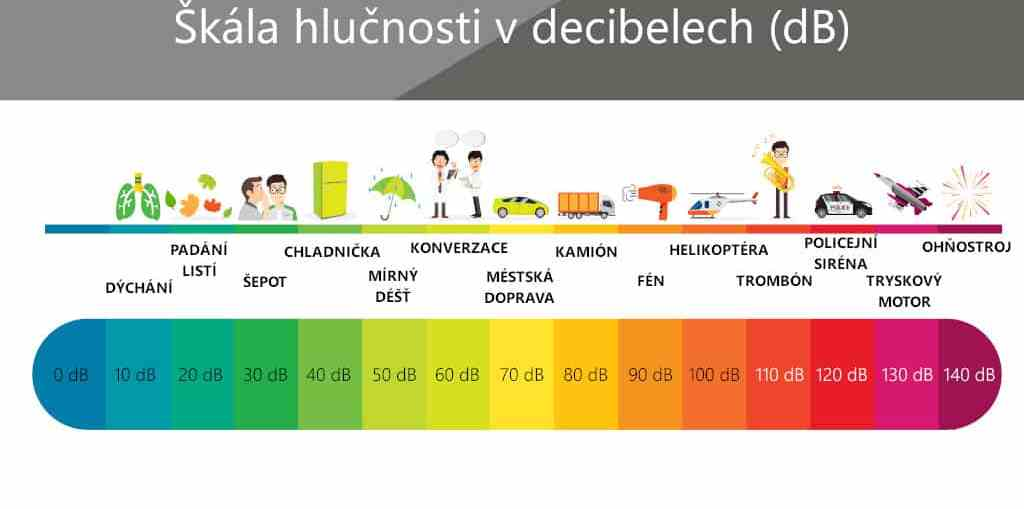 Škála hlučnosti v decibelech (dB)
DÝCHÁNÍ
PADÁNÍ
LISTÍ
ŠEPOT
CHLADNIČKA
MÍRNÝ
DÉŠŤ
KONVERZACE
MÉSTSKÁ
DOPRAVA
KAMIÓN
FÉN
HELIKOPTÉRA
TROMBÓN
POLICEJNÍ
SIRÉNA
TRYSKOVÝ
MOTOR
OHŇOSTROJ
POLICE
0 dB 10 dB 20 dB 30 dB 40 dB 50 dB 60 dB 70 dB 80 dB 90 dB 100 dB 110 dB 120 dB 130 dB 140 dB